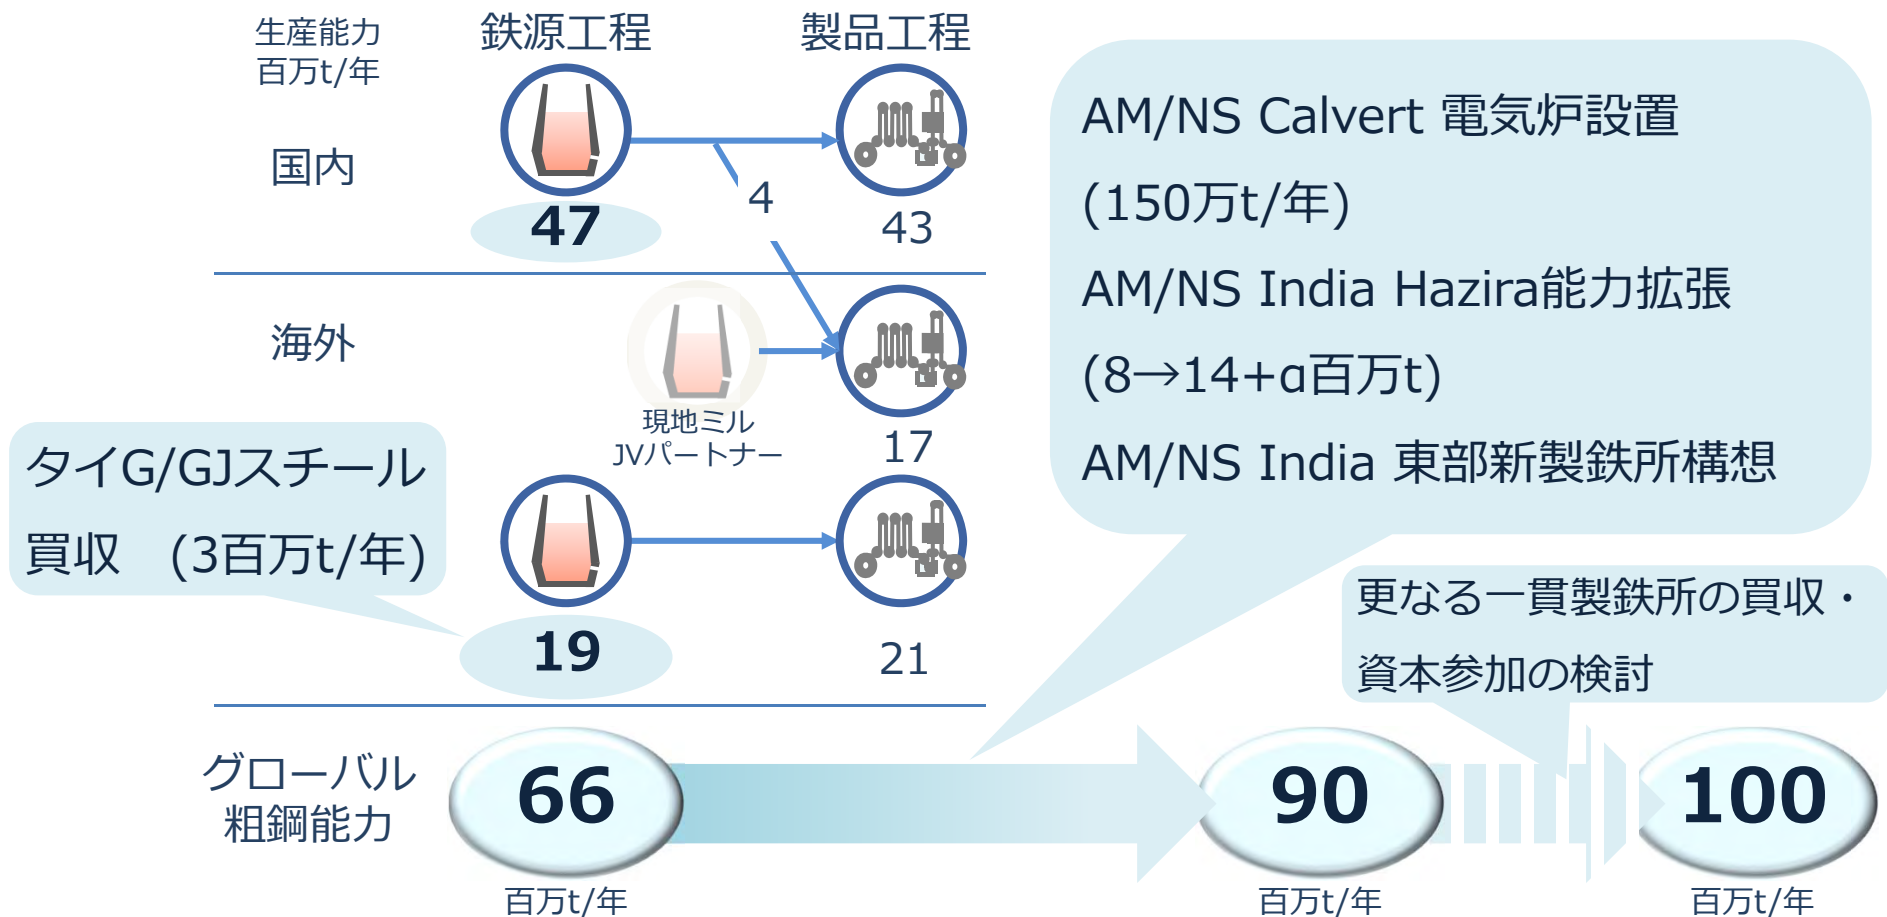 生産能力
百万t/年
鉄源工程
製品工程
国内
47
4
43
海外
現地ミル
JVパートナー
17
タイG/GJスチール
買収　(3百万t/年)
19
21
AM/NS Calvert 電気炉設置
(150万t/年)
AM/NS India Hazira能力拡張
(8→14+α百万t)
AM/NS India 東部新製鉄所構想
更なる一貫製鉄所の買収・
資本参加の検討
グローバル
粗鋼能力
66
百万t/年
90
百万t/年
100
百万t/年